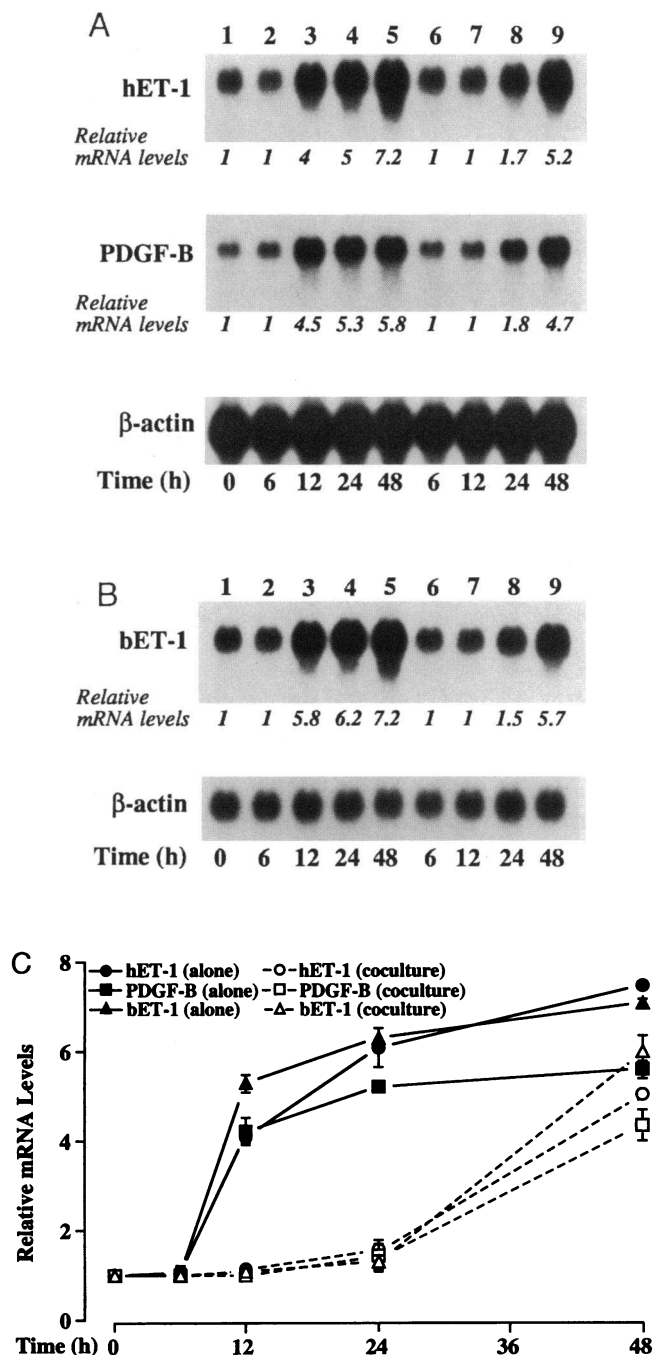 A
1 2 3 4 5 6 7 8 9
hET-1
Relative
mRNA levels 1 1 4 5 7.2 1 1 1.7 5.2
PDGF-B
Relative
mRNA levels 1 1 4.5 5.3 5.8 1 1 1.8 4.7
β-actin
Time (h) 0 6 12 24 48 6 12 24 48
B
1 2 3 4 5 6 7 8 9
bET-1
Relative
mRNA levels 1 1 5.8 6.2 7.2 1 1 1.5 5.7
β-actin
Time (h) 0 6 12 24 48 6 12 24 48
C
8
hET-1 (alone) hET-1 (coculture)
PDGF-B (alone) PDGF-B (coculture)
bET-1 (alone) bET-1 (coculture)
6
4
2
0
Relative mRNA Levels
Time (h) 0 12 24 36 48